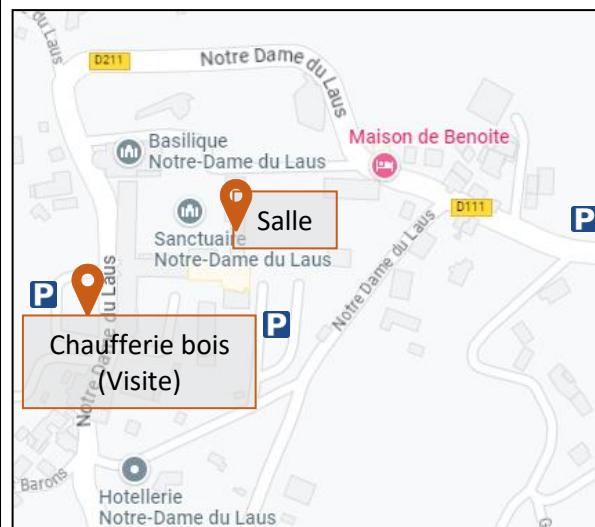 du Laus
D211
Notre Dame du Laus
Basilique
Notre-Dame du Laus
Maison de Benoite
Salle
D111
P
Sanctuaire
Notre-Dame du Laus
Notre Dame du Laus
P
P
Chaufferie bois
(Visite)
Notre Dame du Laus
Barons
Hotellerie
Notre-Dame du Laus